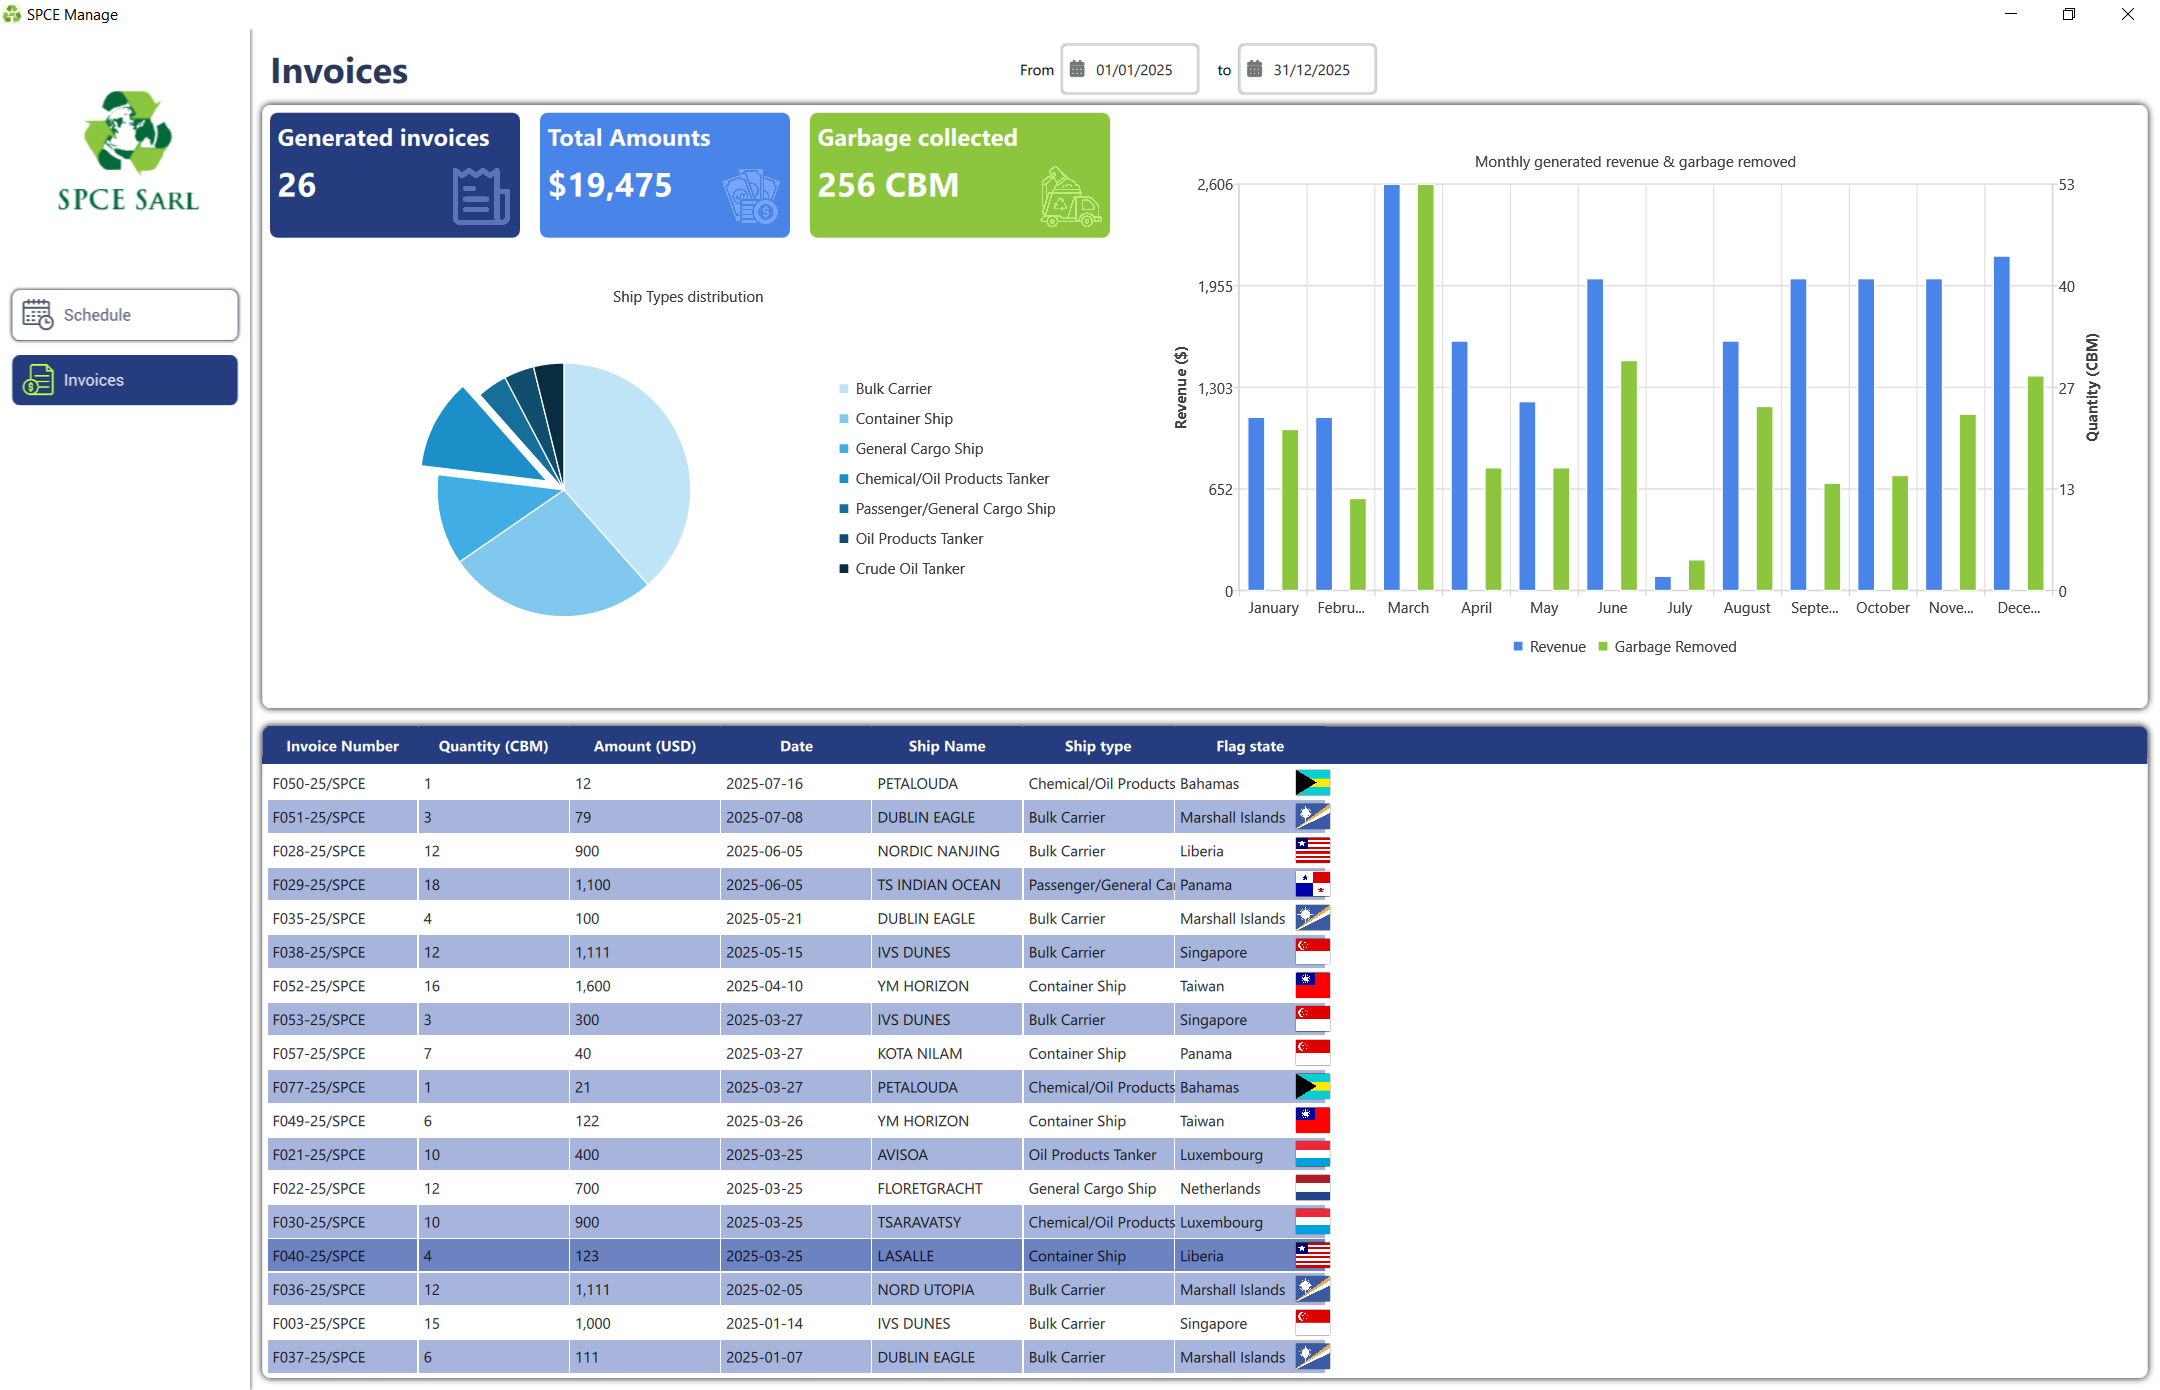 SPCE Manage
SPCE SARL
Schedule
Invoices
Invoices
From 01/01/2025 to 31/12/2025
Generated invoices
26
Total Amounts
$19,475
Garbage collected
256 CBM
Ship Types distribution
Bulk Carrier
Container Ship
General Cargo Ship
Chemical/Oil Products Tanker
Passenger/General Cargo Ship
Oil Products Tanker
Crude Oil Tanker
Monthly generated revenue & garbage removed
2,606 53
1,955 40
1,303 27
652 13
0 0
Revenue ($)
Quantity (CBM)
January Febru... March April May June July August Septe... October Nove... Dece...
Revenue Garbage Removed
Invoice Number Quantity (CBM) Amount (USD) Date Ship Name Ship type Flag state
F050-25/SPCE 1 12 2025-07-16 PETALOUDA Chemical/Oil Products Bahamas
F051-25/SPCE 3 79 2025-07-08 DUBLIN EAGLE Bulk Carrier Marshall Islands
F028-25/SPCE 12 900 2025-06-05 NORDIC NANJING Bulk Carrier Liberia
F029-25/SPCE 18 1,100 2025-06-05 TS INDIAN OCEAN Passenger/General Ca Panama
F035-25/SPCE 4 100 2025-05-21 DUBLIN EAGLE Bulk Carrier Marshall Islands
F038-25/SPCE 12 1,111 2025-05-15 IVS DUNES Bulk Carrier Singapore
F052-25/SPCE 16 1,600 2025-04-10 YM HORIZON Container Ship Taiwan
F053-25/SPCE 3 300 2025-03-27 IVS DUNES Bulk Carrier Singapore
F057-25/SPCE 7 40 2025-03-27 KOTA NILAM Container Ship Panama
F077-25/SPCE 1 21 2025-03-27 PETALOUDA Chemical/Oil Products Bahamas
F049-25/SPCE 6 122 2025-03-26 YM HORIZON Container Ship Taiwan
F021-25/SPCE 10 400 2025-03-25 AVISOA Oil Products Tanker Luxembourg
F022-25/SPCE 12 700 2025-03-25 FLORETGRACHT General Cargo Ship Netherlands
F030-25/SPCE 10 900 2025-03-25 TSARAVATSY Chemical/Oil Products Luxembourg
F040-25/SPCE 4 123 2025-03-25 LASALLE Container Ship Liberia
F036-25/SPCE 12 1,111 2025-02-05 NORD UTOPIA Bulk Carrier Marshall Islands
F003-25/SPCE 15 1,000 2025-01-14 IVS DUNES Bulk Carrier Singapore
F037-25/SPCE 6 111 2025-01-07 DUBLIN EAGLE Bulk Carrier Marshall Islands